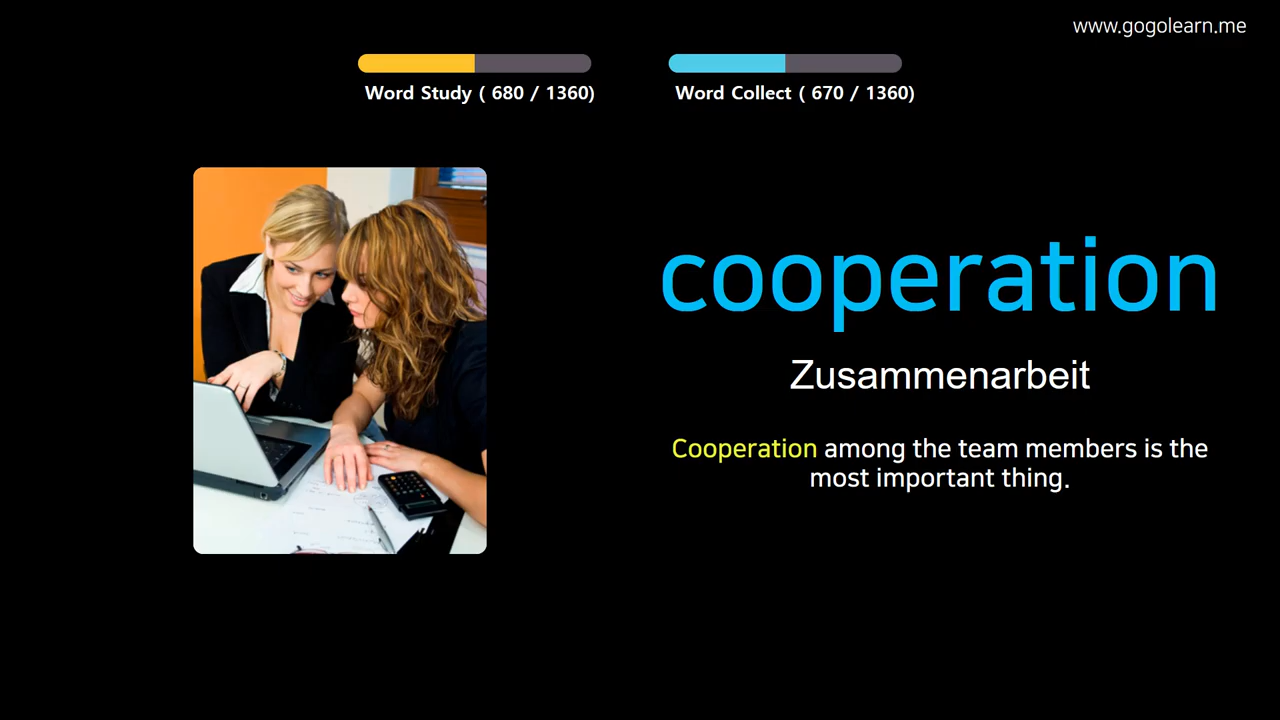 www.gogolearn.me
Word Study ( 680 / 1360)
Word Collect ( 670 / 1360)
cooperation
Zusammenarbeit
Cooperation among the team members is the
most important thing.